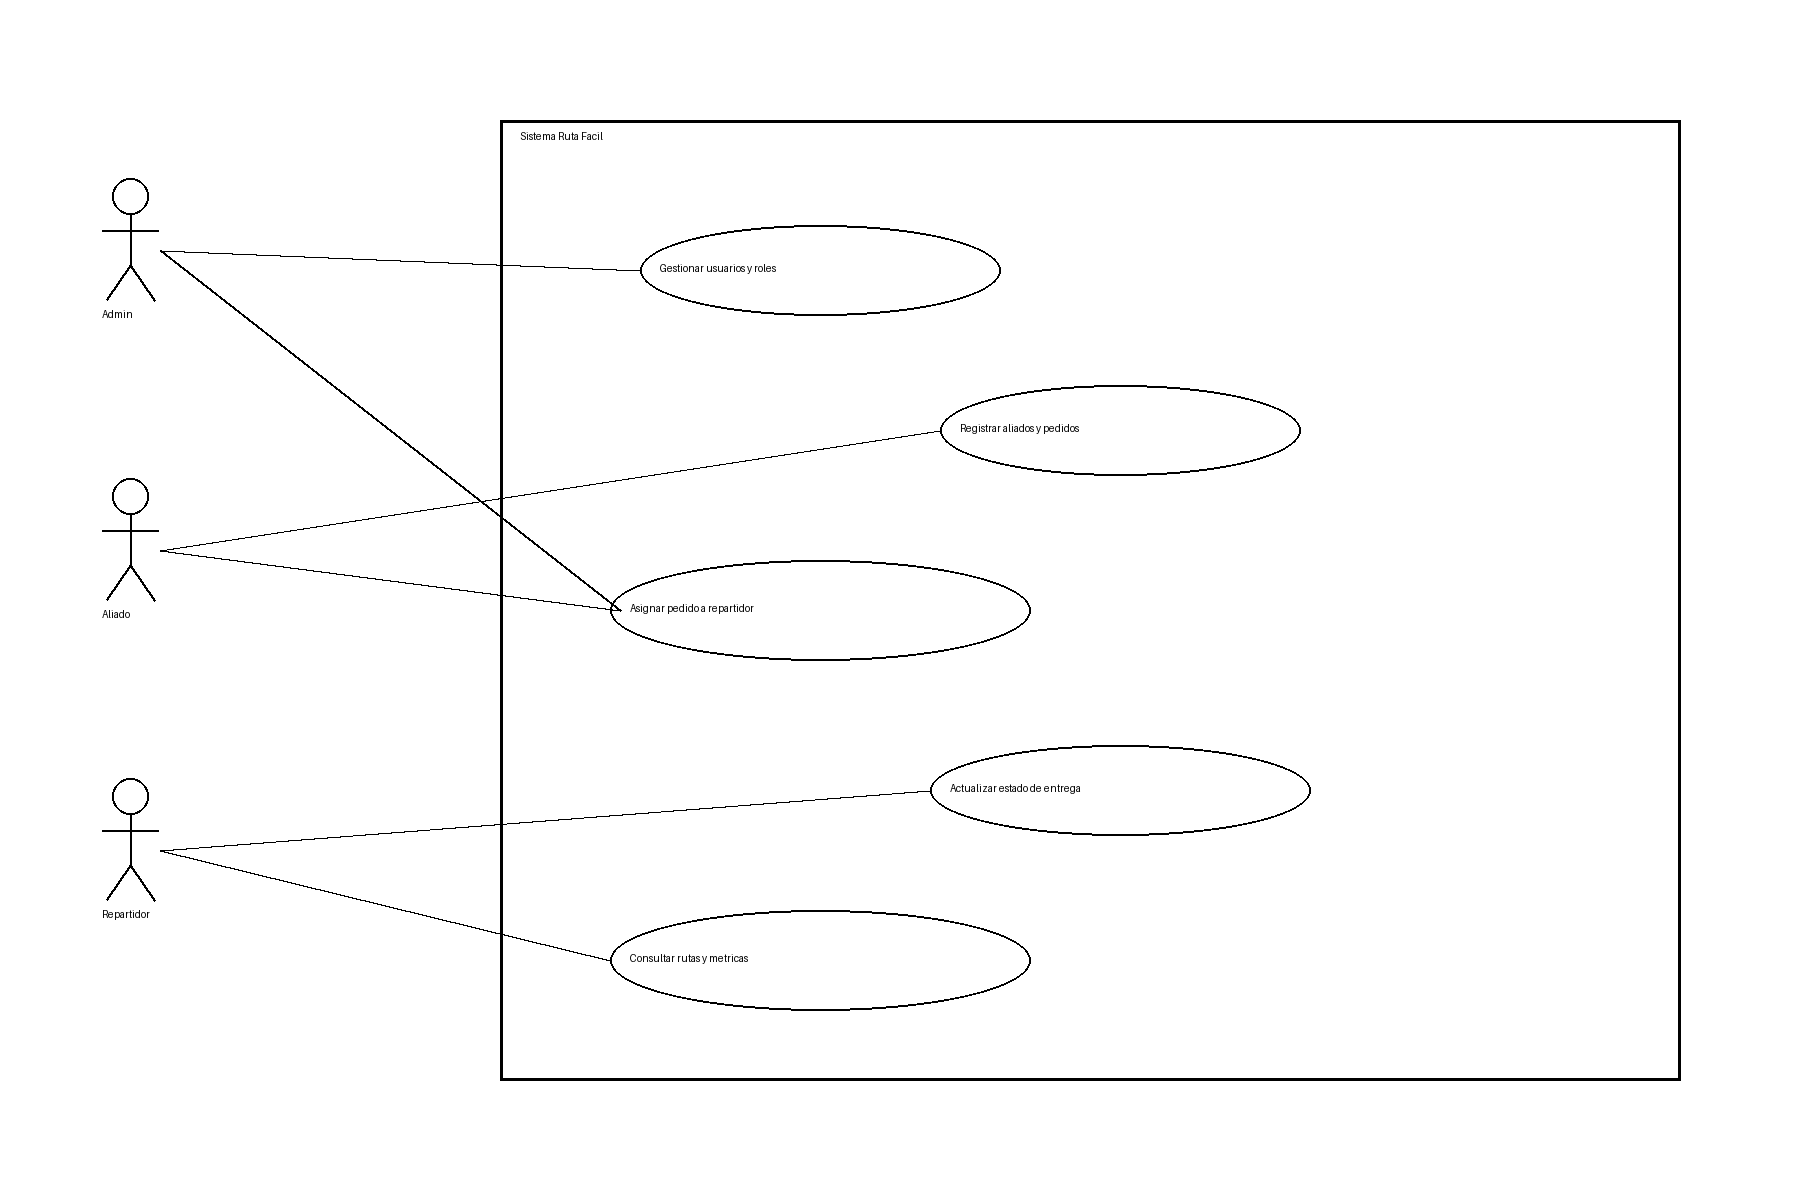 Sistema Ruta Facil
Gestionar usuarios y roles
Admin
Registrar aliados y pedidos
Asignar pedido a repartidor
Aliado
Actualizar estado de entrega
Repartidor
Consultar rutas y metricas